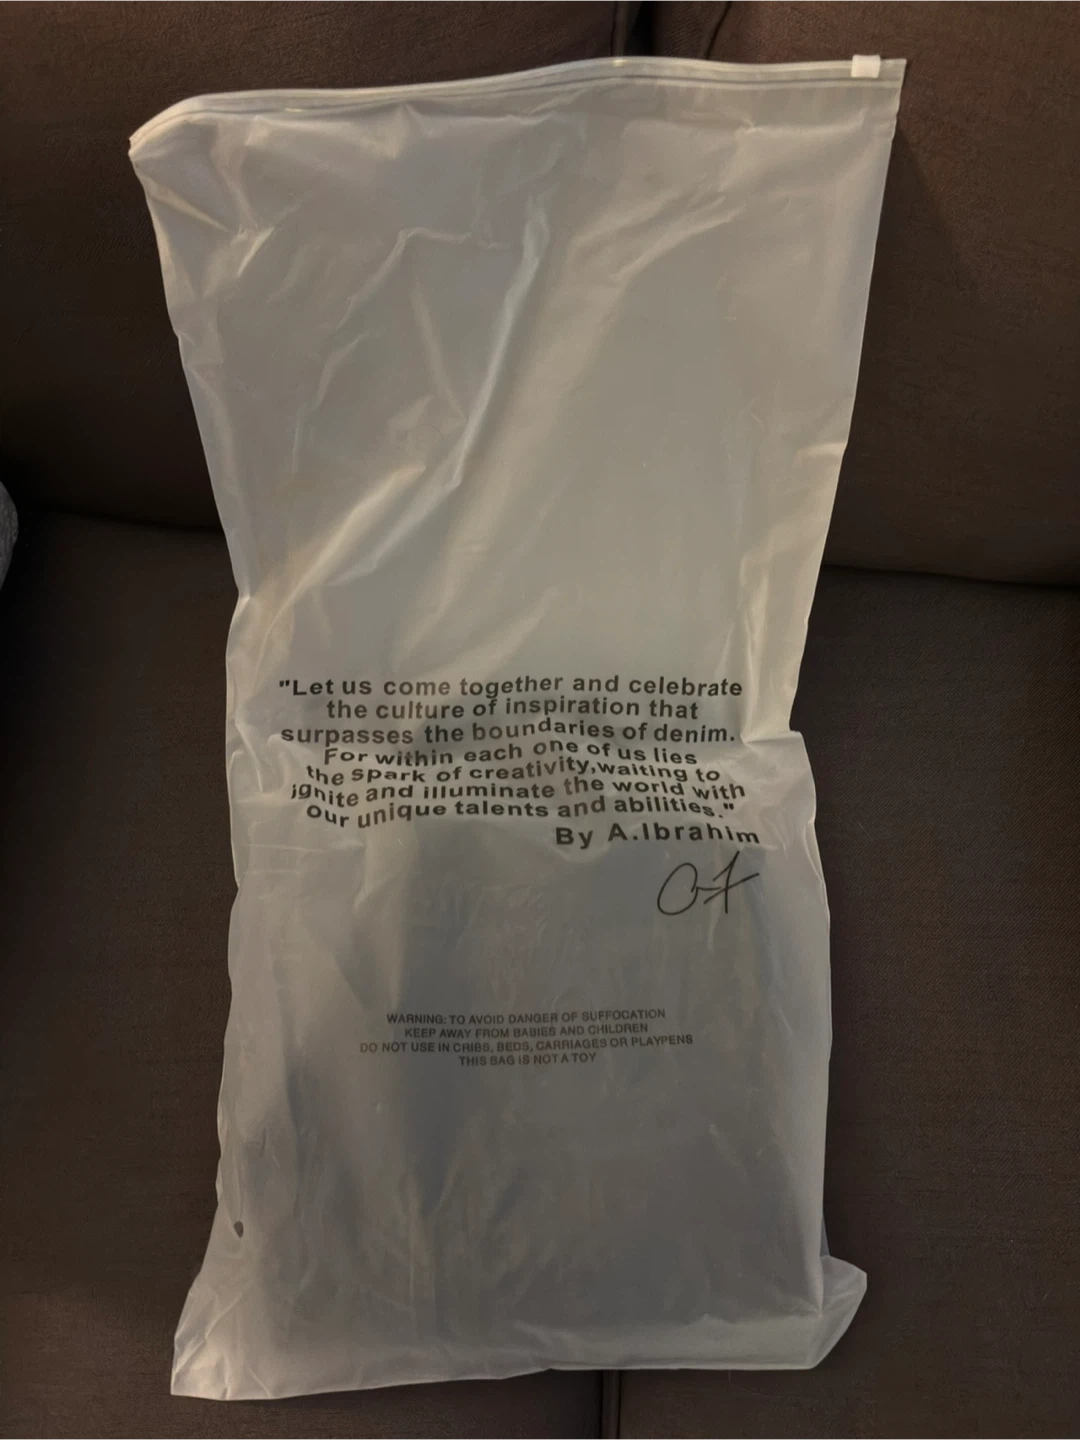 "Let us come together and celebrate
the culture of inspiration that
surpasses the boundaries of denim.
For within each one of us lies
the spark of creativity,waiting to
ignite and illuminate the world with
our unique talents and abilities."
By A.Ibrahim
WARNING: TO AVOID DANGER OF SUFFOCATION
KEEP AWAY FROM BABIES AND CHILDREN
DO NOT USE IN CRIBS, BEDS, CARRIAGES OR PLAYPENS
THIS BAG IS NOT A TOY